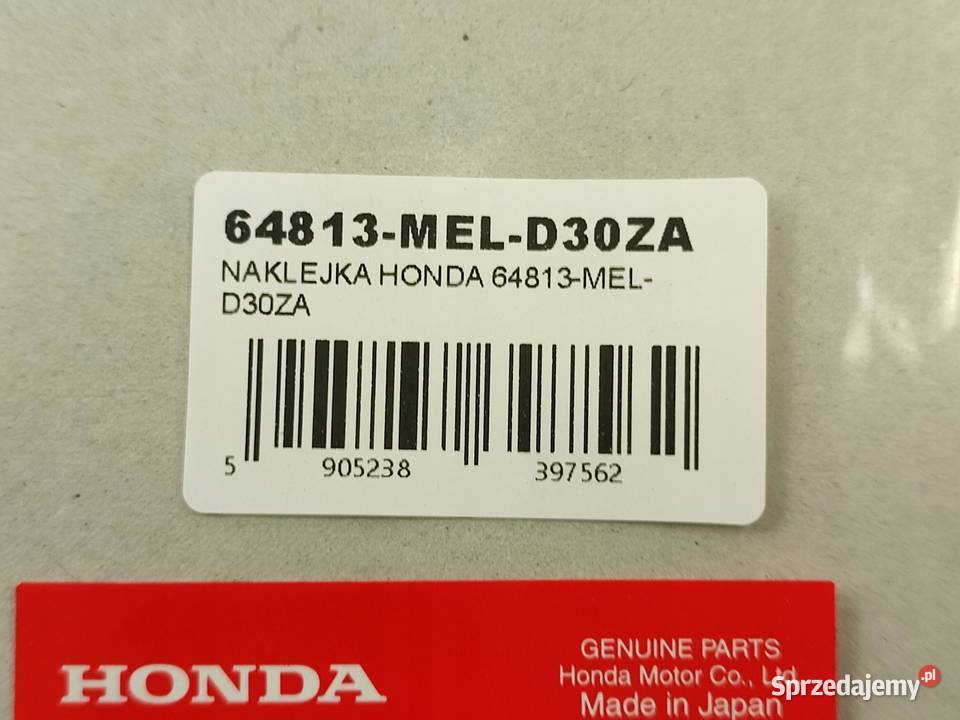 64813-MEL-D30ZA
NAKLEJKA HONDA 64813-MEL-
D30ZA
5 905238 397562
HONDA
GENUINE PARTS
Honda Motor Co., Ltd.
Made in Japan
Sprzedajemy.pl